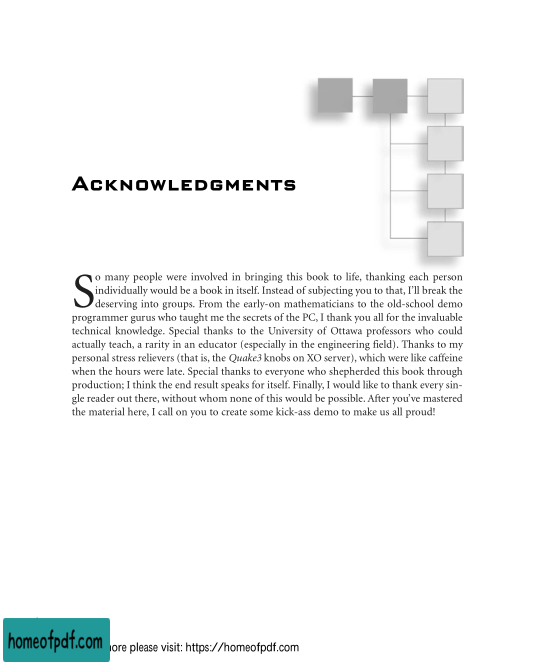 ACKNOWLEDGMENTS
So many people were involved in bringing this book to life, thanking each person
individually would be a book in itself. Instead of subjecting you to that, I'll break the
deserving into groups. From the early-on mathematicians to the old-school demo
programmer gurus who taught me the secrets of the PC, I thank you all for the invaluable
technical knowledge. Special thanks to the University of Ottawa professors who could
actually teach, a rarity in an educator (especially in the engineering field). Thanks to my
personal stress relievers (that is, the Quake3 knobs on XO server), which were like caffeine
when the hours were late. Special thanks to everyone who shepherded this book through
production; I think the end result speaks for itself. Finally, I would like to thank every sin-
gle reader out there, without whom none of this would be possible. After you've mastered
the material here, I call on you to create some kick-ass demo to make us all proud!
homeofpdf.com
please visit: https://homeofpdf.com